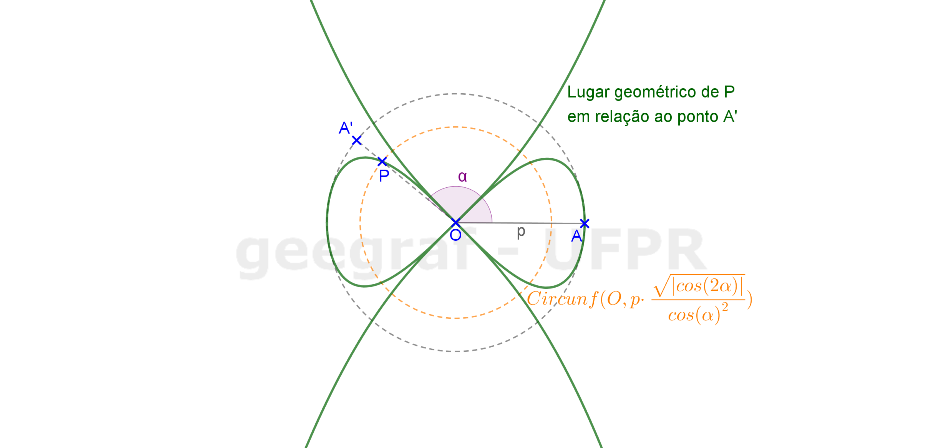 Lugar geométrico de P
em relação ao ponto A'
A'
P
α
O
p
A
geegraf - UFPR
Circunf(O, p· √|cos(2α)| / cos(α)²)